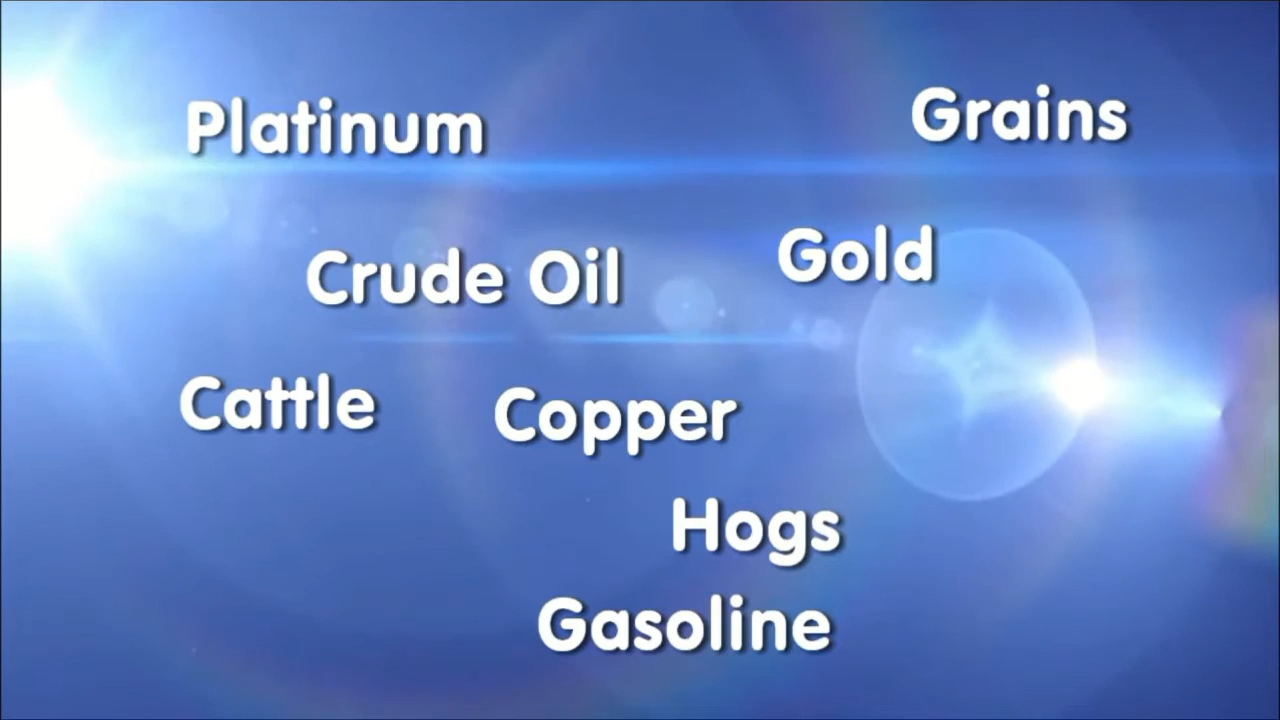 Platinum
Grains
Crude Oil
Gold
Cattle
Copper
Hogs
Gasoline